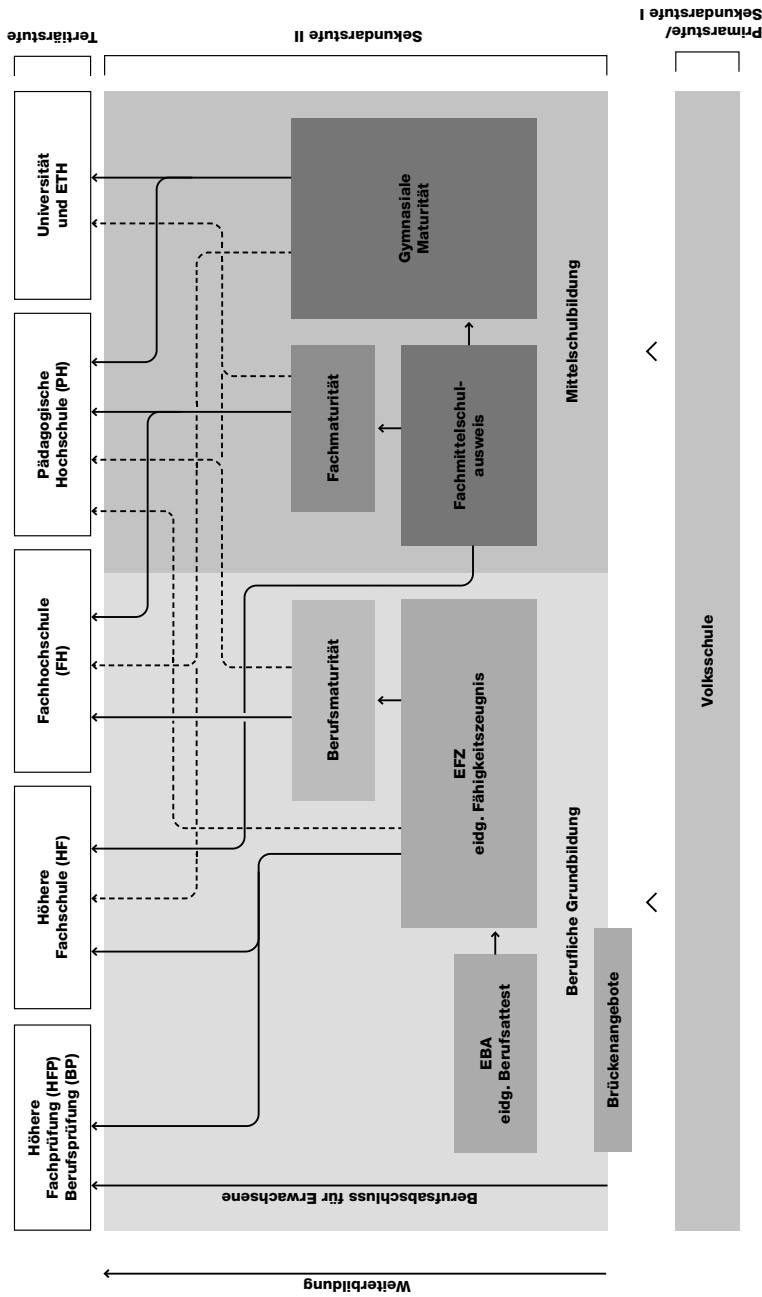 Tertiärstufe
Höhere
Fachprüfung (HFP)
Berufsprüfung (BP)
Höhere
Fachschule (HF)
Fachhochschule
(FH)
Pädagogische
Hochschule (PH)
Universität
und ETH
Sekundarstufe II
Weiterbildung
Berufsabschluss für Erwachsene
Berufsmaturität
Fachmaturität
Gymnasiale
Maturität
EBA
eidg. Berufsattest
EFZ
eidg. Fähigkeitszeugnis
Fachmittelschul-
ausweis
Berufliche Grundbildung
Mittelschulbildung
Brückenangebote
Primarstufe/
Sekundarstufe I
Volksschule